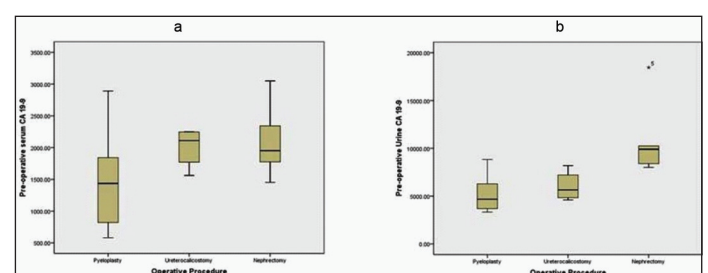 a
b
3500.00
3000.00
2500.00
2000.00
1500.00
1000.00
500.00
Pre-operative serum CA 19-9
Pyeloplasty Ureterocalcostomy Nephrectomy
Operative Procedure
20000.00
15000.00
10000.00
5000.00
0.00
Pre-operative Urine CA 19-9
5
Pyeloplasty Ureterocalcostomy Nephrectomy
Operative Procedure